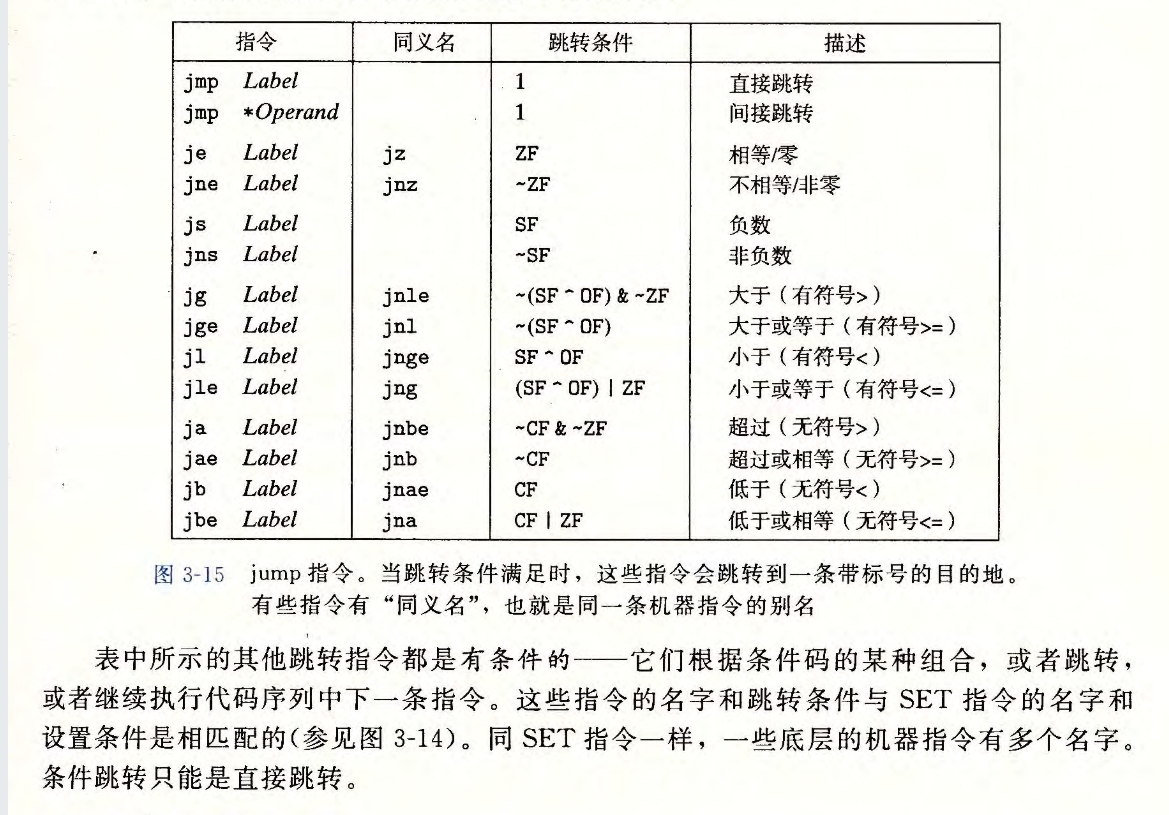 指令 同义名 跳转条件 描述
jmp Label 1 直接跳转
jmp *Operand 1 间接跳转
je Label jz ZF 相等/零
jne Label jnz ~ZF 不相等/非零
js Label SF 负数
jns Label ~SF 非负数
jg Label jnle ~(SF ^ OF) & ~ZF 大于（有符号>）
jge Label jnl ~(SF ^ OF) 大于或等于（有符号>=）
jl Label jnge SF ^ OF 小于（有符号<）
jle Label jng (SF ^ OF) | ZF 小于或等于（有符号<=）
ja Label jnbe ~CF & ~ZF 超过（无符号>）
jae Label jnb ~CF 超过或相等（无符号>=）
jb Label jnae CF 低于（无符号<）
jbe Label jna CF | ZF 低于或相等（无符号<=）
图 3-15 jump 指令。当跳转条件满足时，这些指令会跳转到一条带标号的目的地。
有些指令有“同义名”，也就是同一条机器指令的别名
表中所示的其他跳转指令都是有条件的——它们根据条件码的某种组合，或者跳转，
或者继续执行代码序列中下一条指令。这些指令的名字和跳转条件与 SET 指令的名字和
设置条件是相匹配的(参见图 3-14)。同 SET 指令一样，一些底层的机器指令有多个名字。
条件跳转只能是直接跳转。